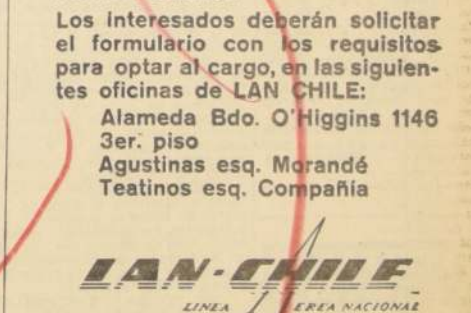 Los interesados deberán solicitar
el formulario con los requisitos
para optar al cargo, en las siguien-
tes oficinas de LAN CHILE:
Alameda Bdo. O'Higgins 1146
3er. piso
Agustinas esq. Morandé
Teatinos esq. Compañía
LAN-CHILE
LINEA AEREA NACIONAL